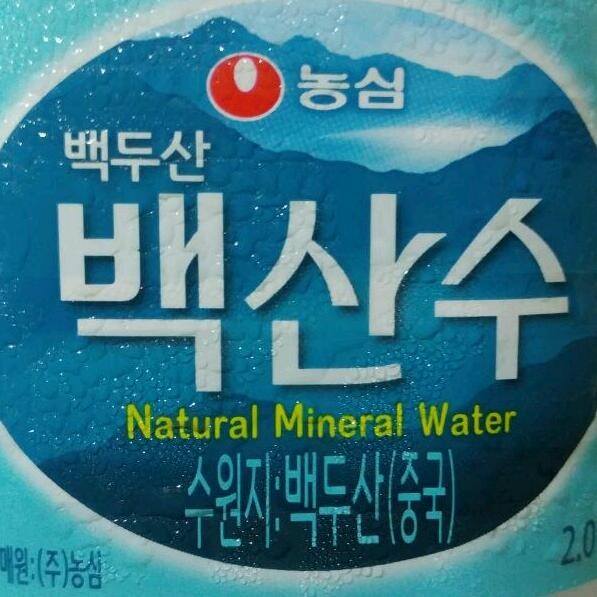 농심
백두산
백산수
Natural Mineral Water
수원지:백두산(중국)
매원:(주)농심
2.0